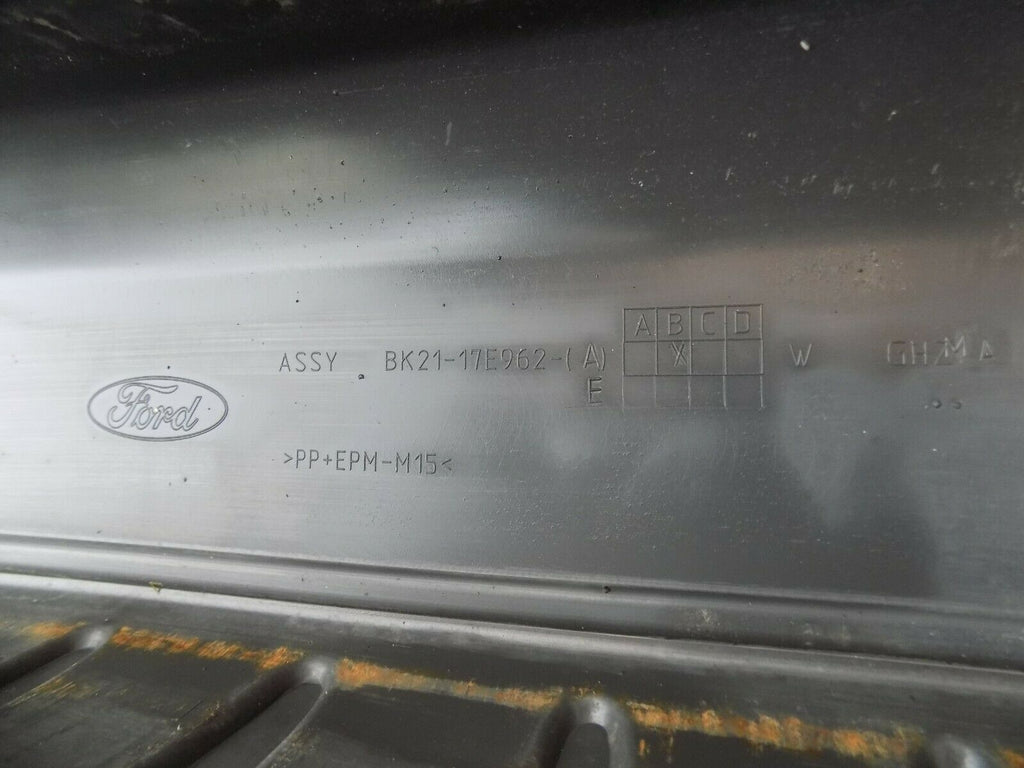 A B C D
ASSY BK21-17E962-(A) X W
E
Ford
>PP+EPM-M15<